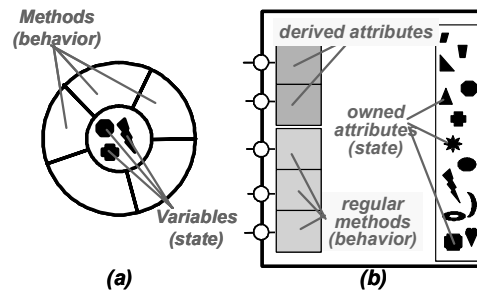 Methods
(behavior)
Variables
(state)
(a)
derived attributes
owned
attributes
(state)
regular
methods
(behavior)
(b)